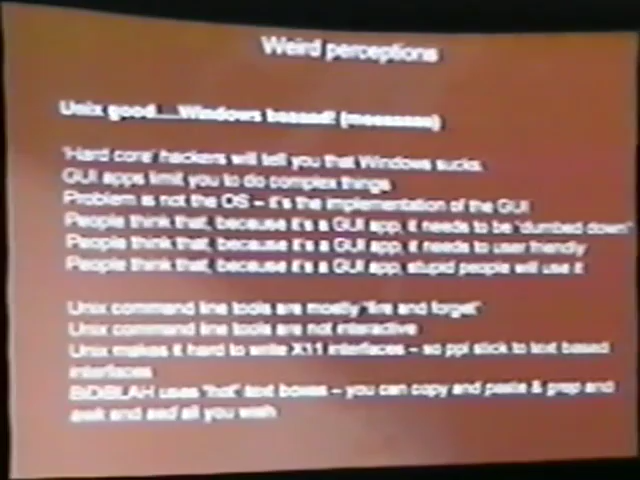 Weird perceptions
Unix good....Windows baaaad! (meeeeeee)
'Hard core' hackers will tell you that Windows sucks.
GUI apps limit you to do complex things
Problem is not the OS – it's the implementation of the GUI
People think that, because it's a GUI app, it needs to be "dumbed down"
People think that, because it's a GUI app, it needs to user friendly
People think that, because it's a GUI app, stupid people will use it
Unix command line tools are mostly "fire and forget"
Unix command line tools are not interactive
Unix makes it hard to write X11 interfaces – so ppl stick to text based
interfaces
BiDiBLAH uses "hot" text boxes – you can copy and paste & grep and
awk and sed all you wish